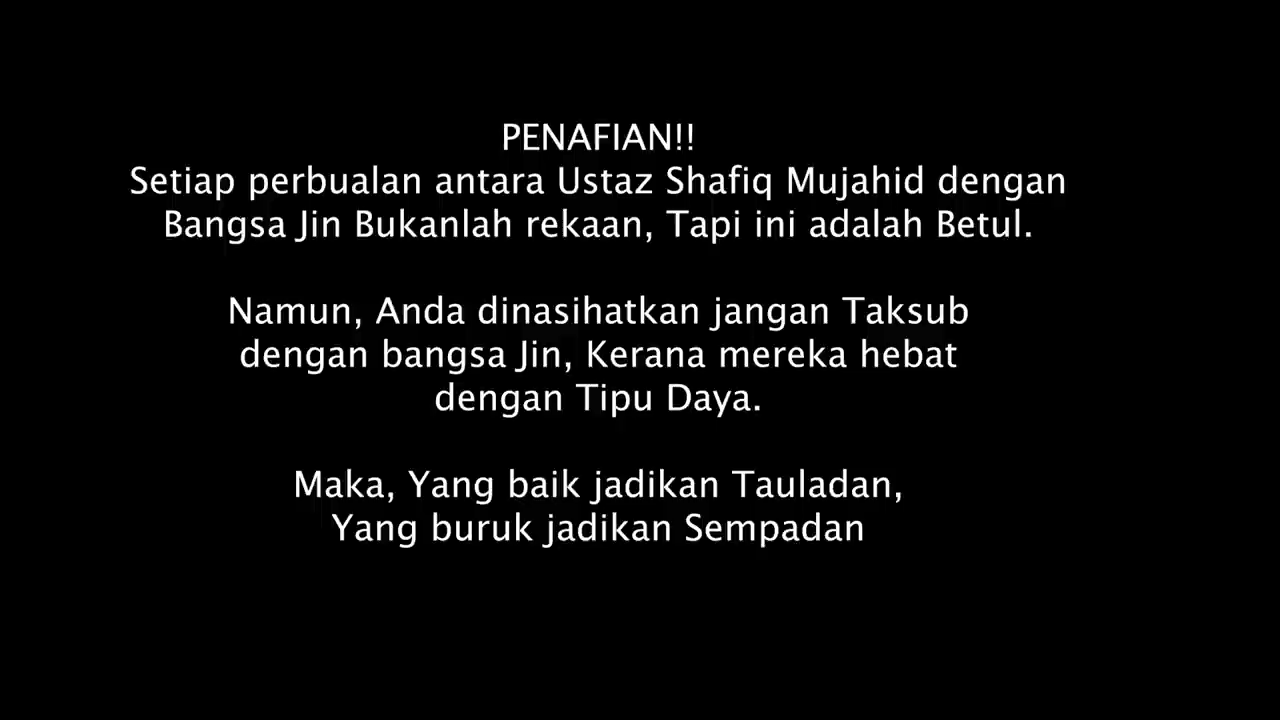 PENAFIAN!!
Setiap perbualan antara Ustaz Shafiq Mujahid dengan
Bangsa Jin Bukanlah rekaan, Tapi ini adalah Betul.
Namun, Anda dinasihatkan jangan Taksub
dengan bangsa Jin, Kerana mereka hebat
dengan Tipu Daya.
Maka, Yang baik jadikan Tauladan,
Yang buruk jadikan Sempadan